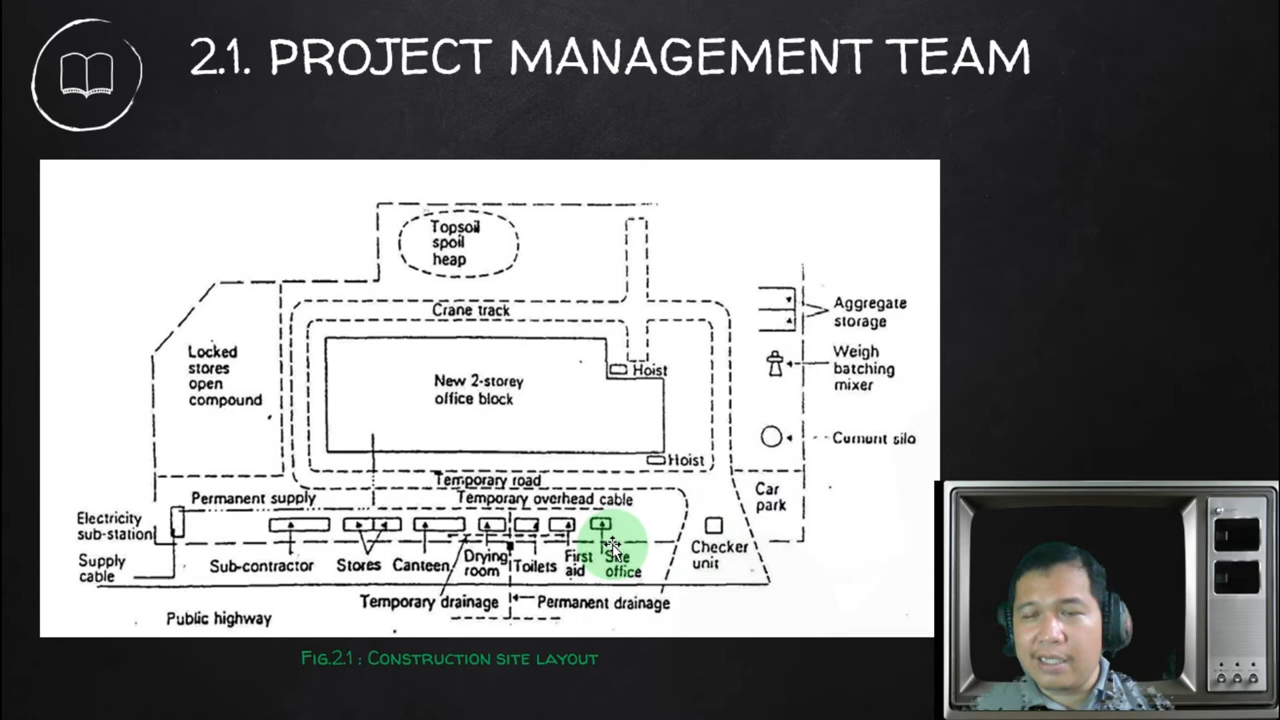 2.1. PROJECT MANAGEMENT TEAM
Topsoil
spoil
heap
Crane track
Aggregate
storage
Locked
stores
open
compound
Weigh
batching
mixer
New 2-storey
office block
Hoist
Cumunt silo
Hoist
Temporary road
Permanent supply
Temporary overhead cable
Car
park
Electricity
sub-station
Supply
cable
Sub-contractor
Stores
Canteen
Drying
room
Toilets
First
aid
Site
office
Checker
unit
Temporary drainage
Permanent drainage
Public highway
FIG.2.1 : CONSTRUCTION SITE LAYOUT